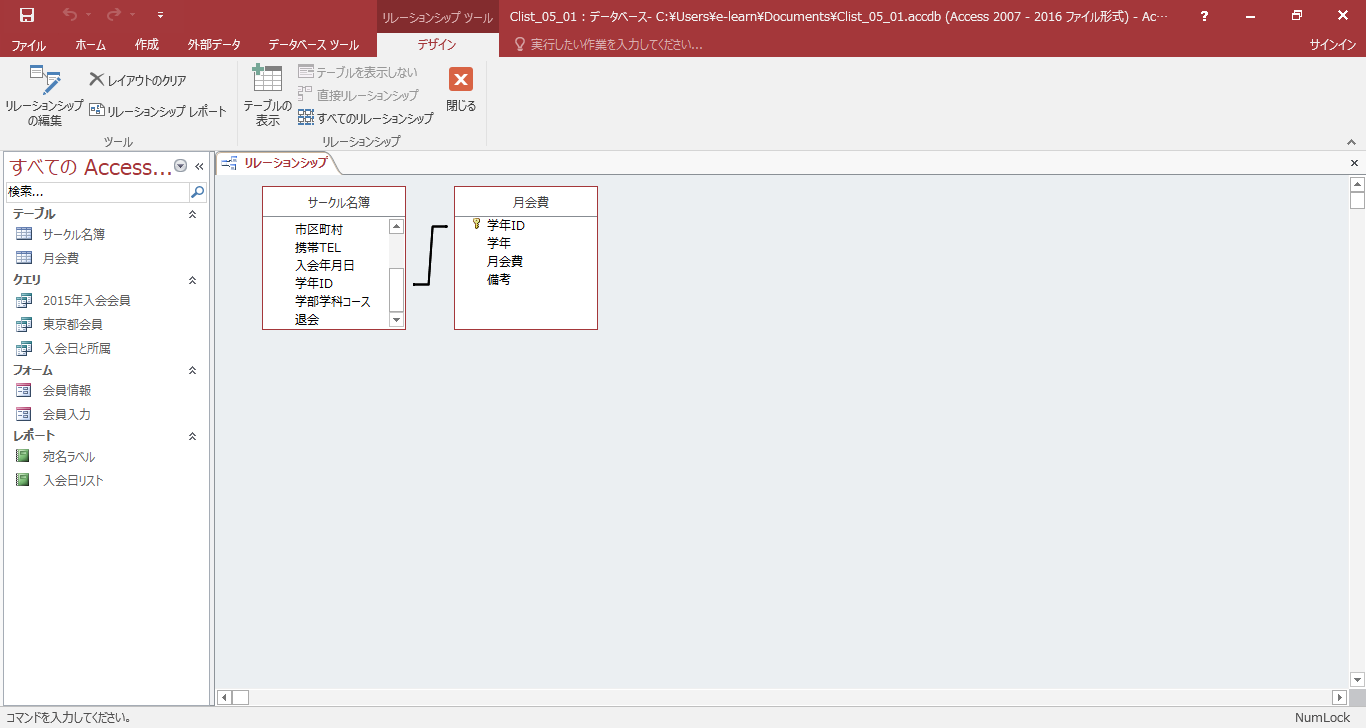 リレーションシップ ツール
Clist_05_01 : データベース- C:¥Users¥e-learn¥Documents¥Clist_05_01.accdb (Access 2007 - 2016 ファイル形式) - Ac…
?
ファイル
ホーム
作成
外部データ
データベース ツール
デザイン
実行したい作業を入力してください...
サインイン
リレーションシップ
の編集
レイアウトのクリア
リレーションシップ レポート
ツール
テーブルの
表示
テーブルを表示しない
直接リレーションシップ
すべてのリレーションシップ
閉じる
リレーションシップ
すべての Access...
検索...
テーブル
サークル名簿
月会費
クエリ
2015年入会会員
東京都会員
入会日と所属
フォーム
会員情報
会員入力
レポート
宛名ラベル
入会日リスト
リレーションシップ
サークル名簿
市区町村
携帯TEL
入会年月日
学年ID
学部学科コース
退会
月会費
学年ID
学年
月会費
備考
コマンドを入力してください。
NumLock